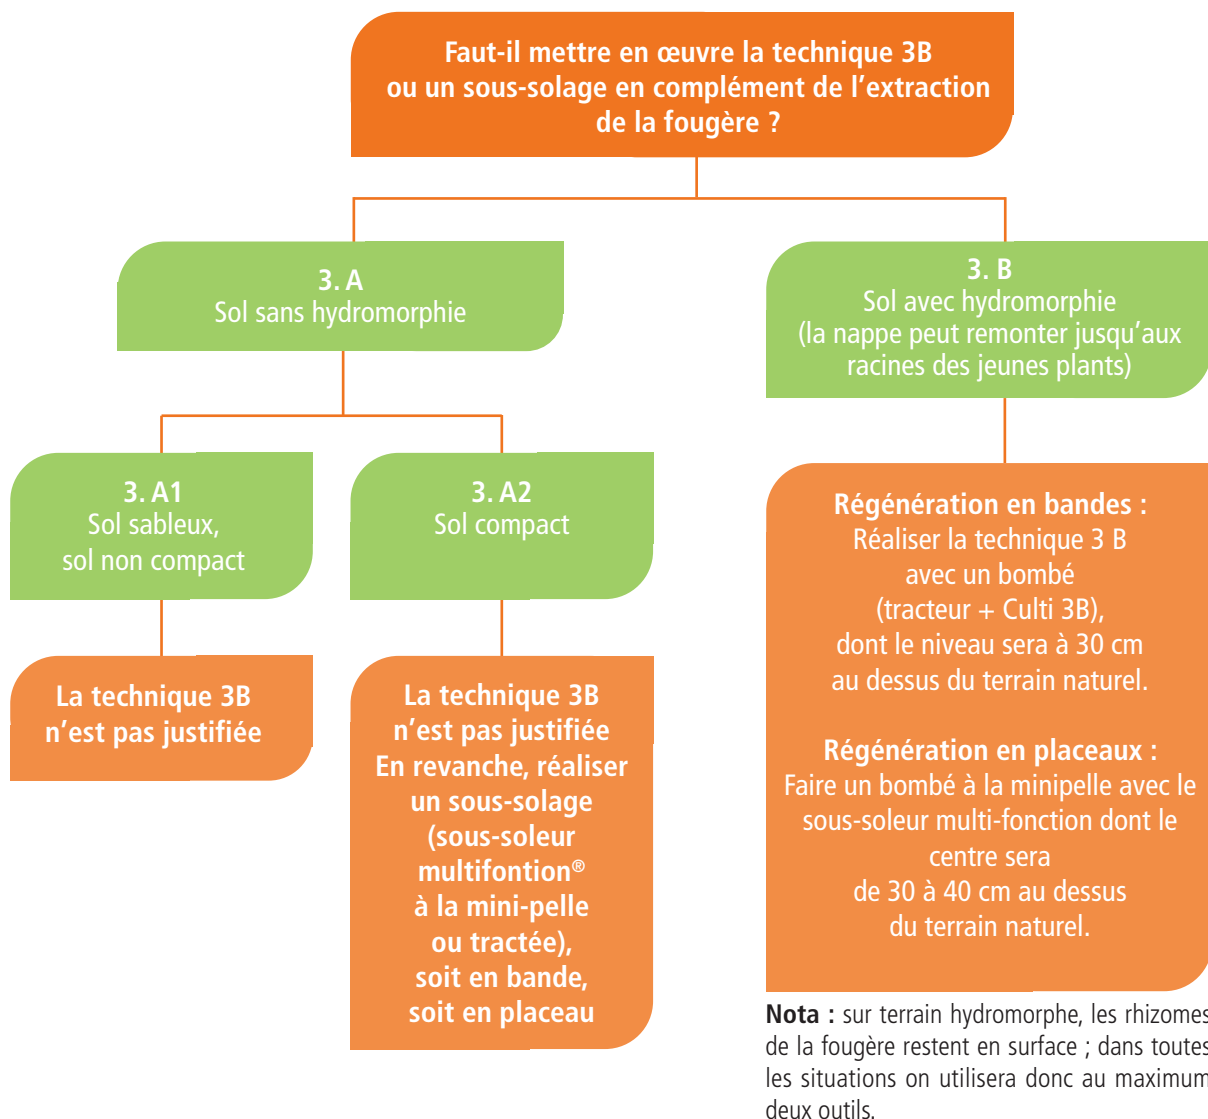 Faut-il mettre en œuvre la technique 3B
ou un sous-solage en complément de l’extraction
de la fougère ?
3. A
Sol sans hydromorphie
3. B
Sol avec hydromorphie
(la nappe peut remonter jusqu’aux
racines des jeunes plants)
3. A1
Sol sableux,
sol non compact
3. A2
Sol compact
La technique 3B
n’est pas justifiée
La technique 3B
n’est pas justifiée
En revanche, réaliser
un sous-solage
(sous-soleur
multifontion®
à la mini-pelle
ou tractée),
soit en bande,
soit en placeau
Régénération en bandes :
Réaliser la technique 3 B
avec un bombé
(tracteur + Culti 3B),
dont le niveau sera à 30 cm
au dessus du terrain naturel.
Régénération en placeaux :
Faire un bombé à la minipelle avec le
sous-soleur multi-fonction dont le
centre sera
de 30 à 40 cm au dessus
du terrain naturel.
Nota : sur terrain hydromorphe, les rhizomes
de la fougère restent en surface ; dans toutes
les situations on utilisera donc au maximum
deux outils.